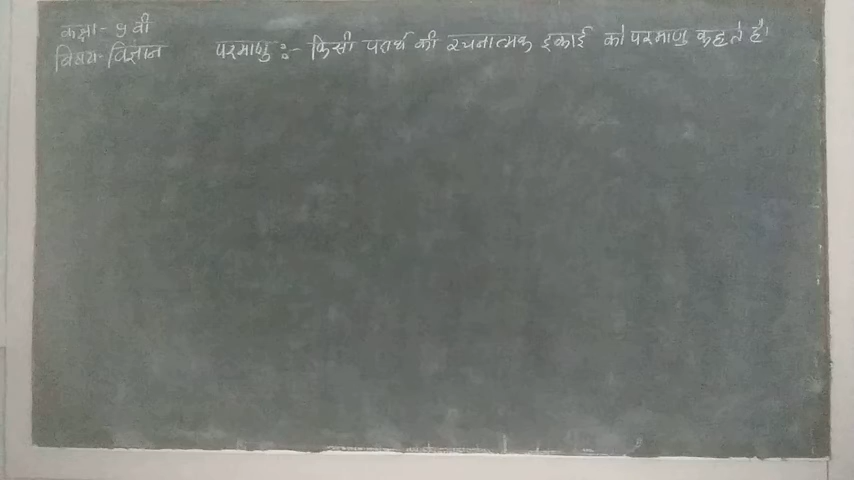 कक्षा - 9 वी
विषय - विज्ञान
परमाणु :- किसी पदार्थ की रचनात्मक इकाई को परमाणु कहते है।